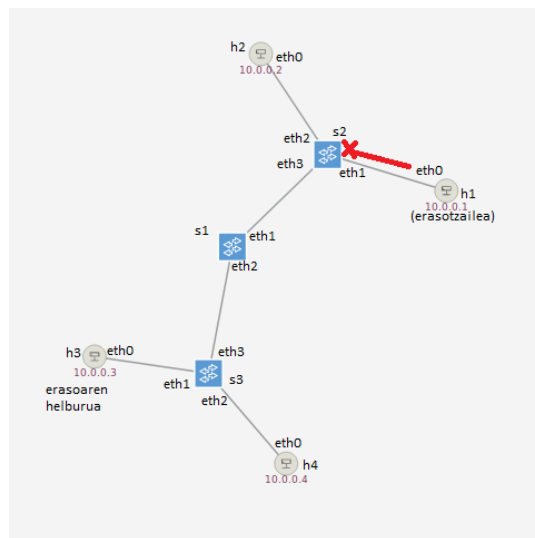 h2
eth0
10.0.0.2
s2
eth2
eth3
eth1
eth0
h1
10.0.0.1
(erasotzailea)
s1
eth1
eth2
h3
eth0
10.0.0.3
erasoaren
helburua
eth3
eth1
s3
eth2
eth0
h4
10.0.0.4